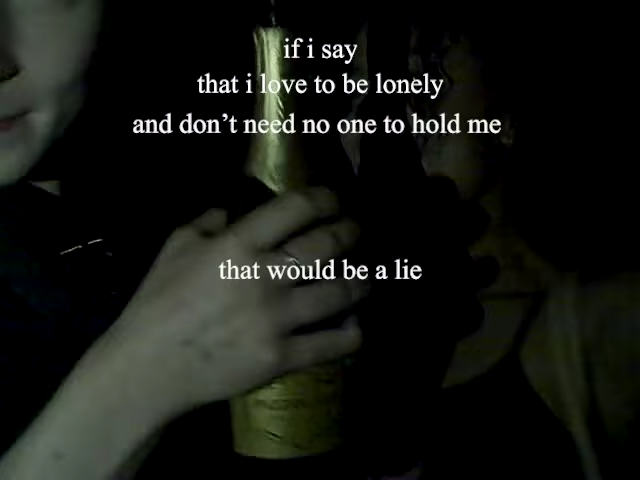 if i say
that i love to be lonely
and don’t need no one to hold me
that would be a lie